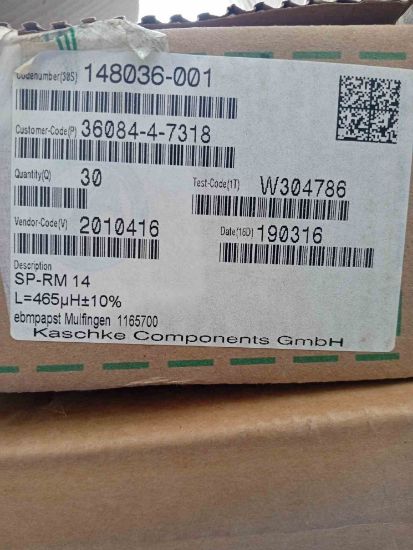 Codenumber(30S) 148036-001
Customer-Code(P) 36084-4-7318
Quantity(Q) 30 Test-Code(1T) W304786
Vendor-Code(V) 2010416 Date(16D) 190316
Description
SP-RM 14
L=465µH±10%
ebmpapst Mulfingen 1165700
Kaschke Components GmbH